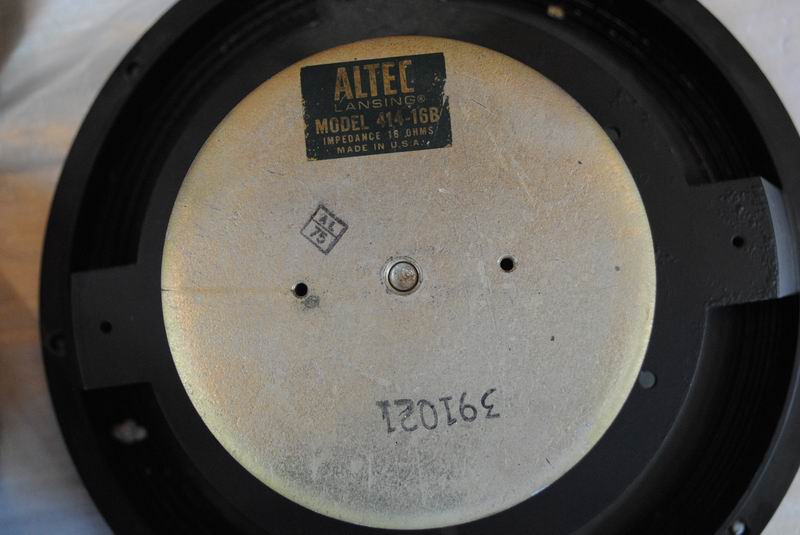 ALTEC
LANSING®
MODEL 414-16B
IMPEDANCE 16 OHMS
MADE IN U.S.A.
AL
75
391021